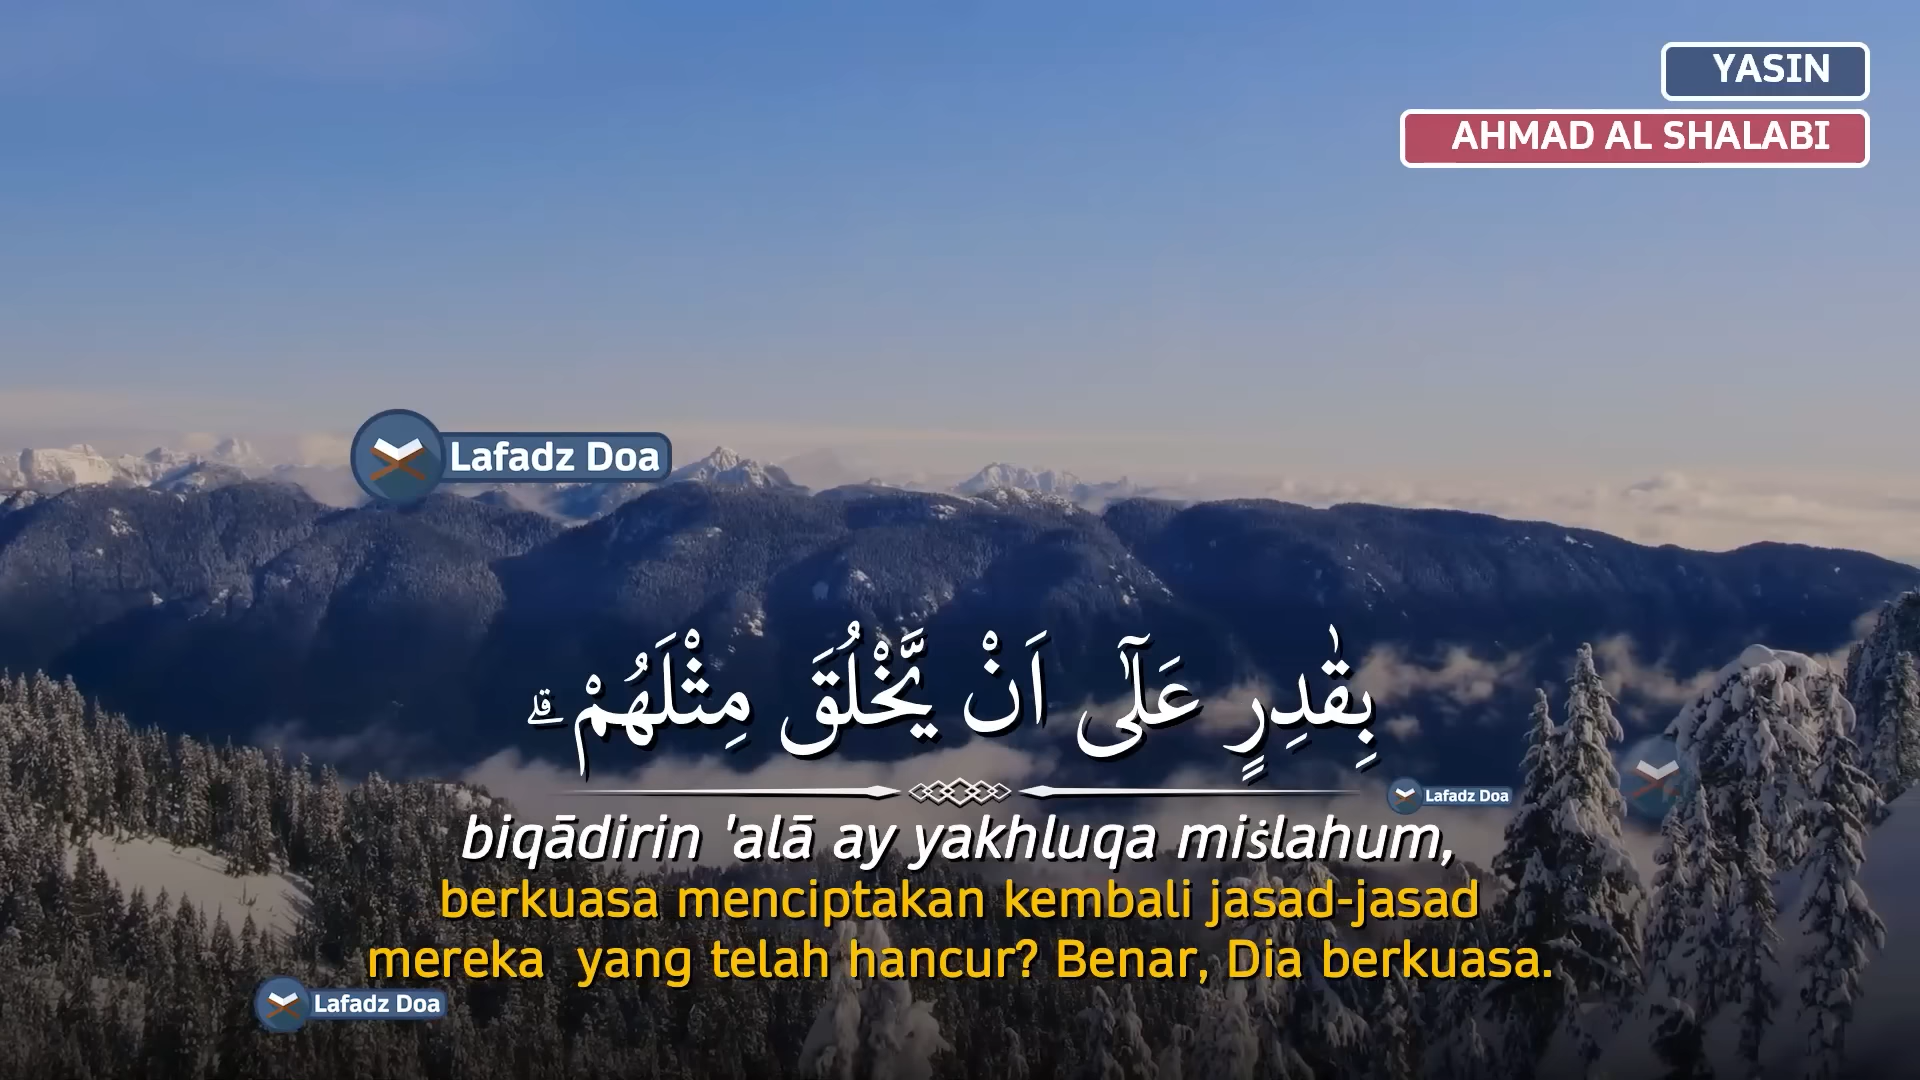 YASIN
AHMAD AL SHALABI
Lafadz Doa
بِقٰدِرٍ عَلٰٓى اَنْ يَّخْلُقَ مِثْلَهُمْ ۗ
Lafadz Doa
biqādirin 'alā ay yakhluqa miṡlahum,
berkuasa menciptakan kembali jasad-jasad
mereka yang telah hancur? Benar, Dia berkuasa.
Lafadz Doa